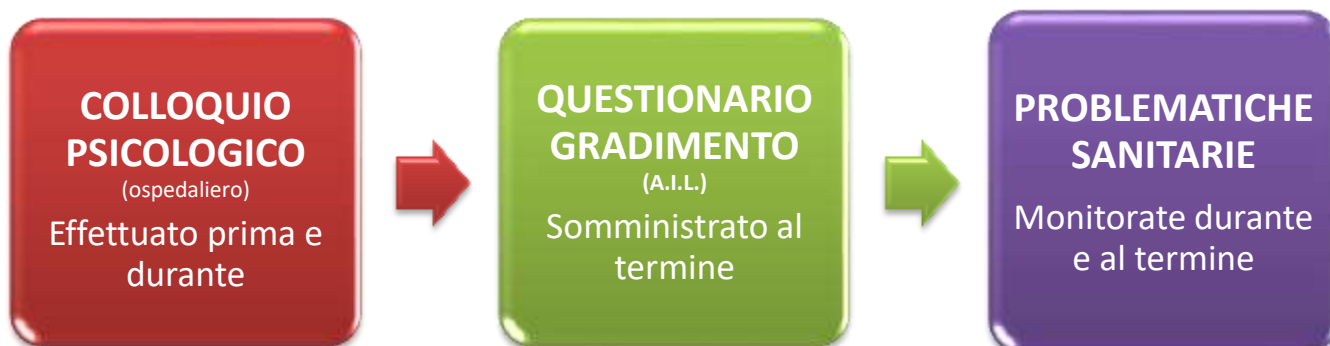 COLLOQUIO
PSICOLOGICO
(ospedaliero)
Effettuato prima e
durante
QUESTIONARIO
GRADIMENTO
(A.I.L.)
Somministrato al
termine
PROBLEMATICHE
SANITARIE
Monitorate durante
e al termine